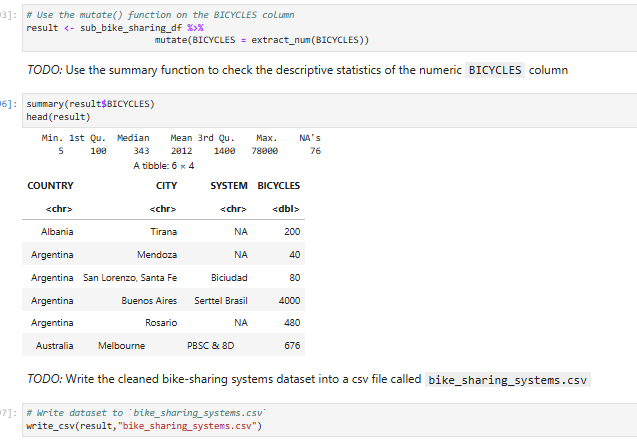 3]: # Use the mutate() function on the BICYCLES column
result <- sub_bike_sharing_df %>%
mutate(BICYCLES = extract_num(BICYCLES))
TODO: Use the summary function to check the descriptive statistics of the numeric BICYCLES column
6]: summary(result$BICYCLES)
head(result)
Min. 1st Qu. Median Mean 3rd Qu. Max. NA's
5 100 343 2012 1400 78000 76
A tibble: 6 × 4
COUNTRY CITY SYSTEM BICYCLES
<chr> <chr> <chr> <dbl>
Albania Tirana NA 200
Argentina Mendoza NA 40
Argentina San Lorenzo, Santa Fe Biciudad 80
Argentina Buenos Aires Serttel Brasil 4000
Argentina Rosario NA 480
Australia Melbourne PBSC & 8D 676
TODO: Write the cleaned bike-sharing systems dataset into a csv file called bike_sharing_systems.csv
7]: # Write dataset to `bike_sharing_systems.csv`
write_csv(result,"bike_sharing_systems.csv")